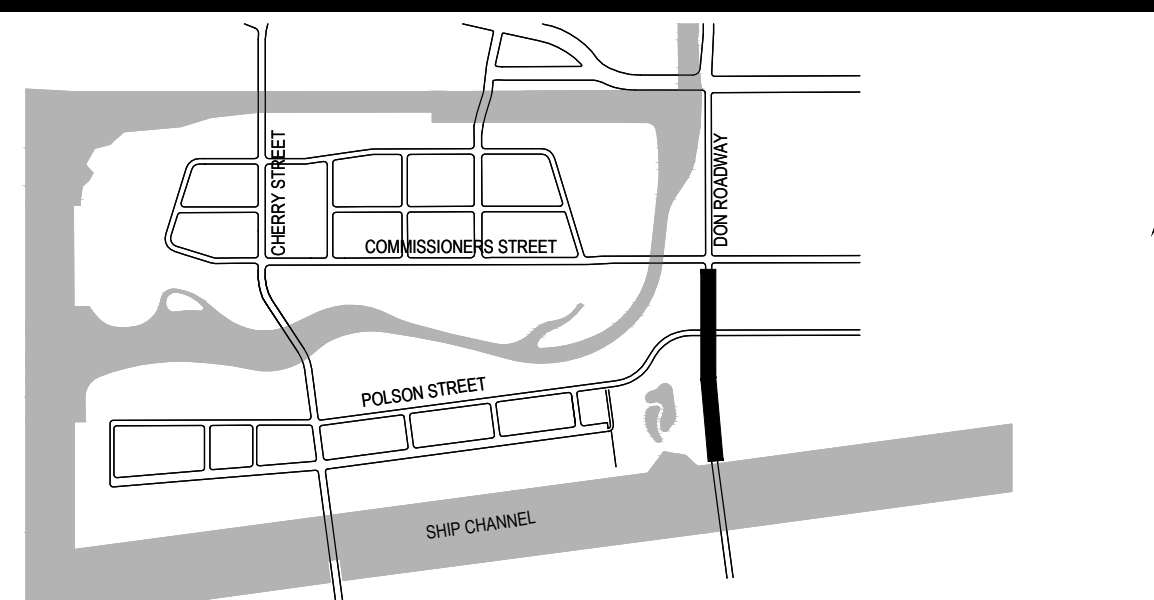 CHERRY STREET
DON ROADWAY
COMMISSIONERS STREET
POLSON STREET
SHIP CHANNEL